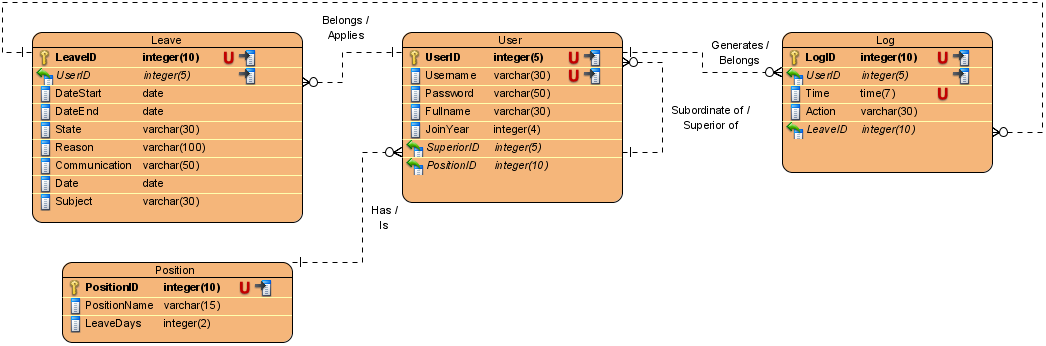 Belongs /
Applies
Leave
LeaveID integer(10) U
UserID integer(5)
DateStart date
DateEnd date
State varchar(30)
Reason varchar(100)
Communication varchar(50)
Date date
Subject varchar(30)
User
UserID integer(5) U
Username varchar(30) U
Password varchar(50)
Fullname varchar(30)
JoinYear integer(4)
SuperiorID integer(5)
PositionID integer(10)
Generates /
Belongs
Subordinate of /
Superior of
Log
LogID integer(10) U
UserID integer(5)
Time time(7) U
Action varchar(30)
LeaveID integer(10)
Has /
Is
Position
PositionID integer(10) U
PositionName varchar(15)
LeaveDays integer(2)